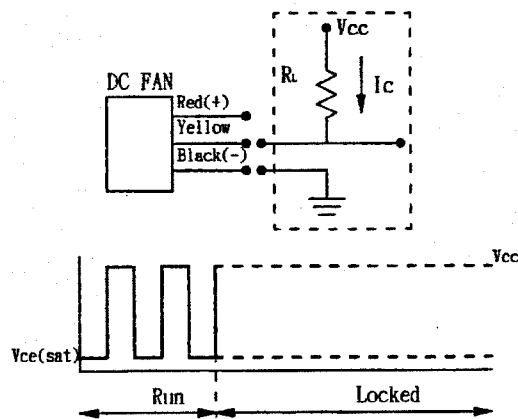 Vcc
DC FAN
RL
Ic
Red(+)
Yellow
Black(-)
Vcc
Vce(sat)
Run
Locked